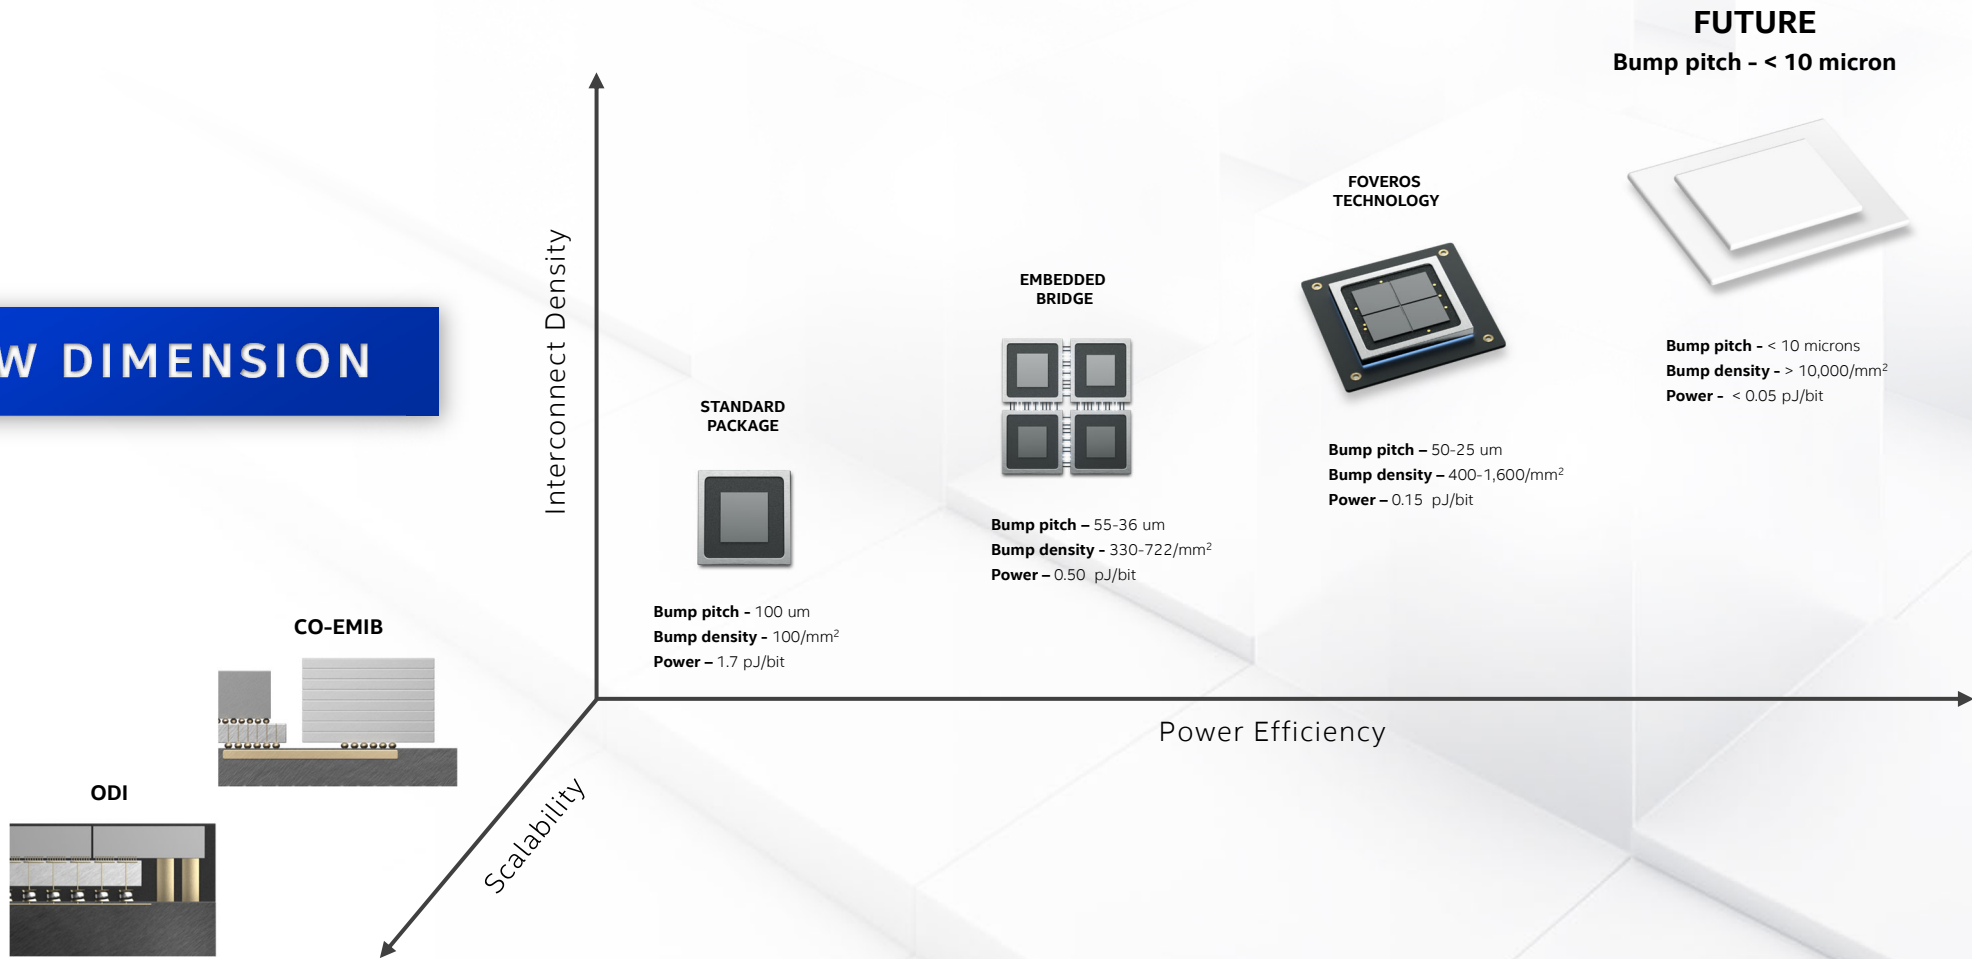 FUTURE
Bump pitch - < 10 micron
FOVEROS
TECHNOLOGY
EMBEDDED
BRIDGE
Interconnect Density
W DIMENSION
STANDARD
PACKAGE
Bump pitch - < 10 microns
Bump density - > 10,000/mm²
Power - < 0.05 pJ/bit
Bump pitch – 50-25 um
Bump density – 400-1,600/mm²
Power – 0.15 pJ/bit
Bump pitch – 55-36 um
Bump density - 330-722/mm²
Power – 0.50 pJ/bit
Bump pitch - 100 um
Bump density - 100/mm²
Power – 1.7 pJ/bit
CO-EMIB
Power Efficiency
ODI
Scalability